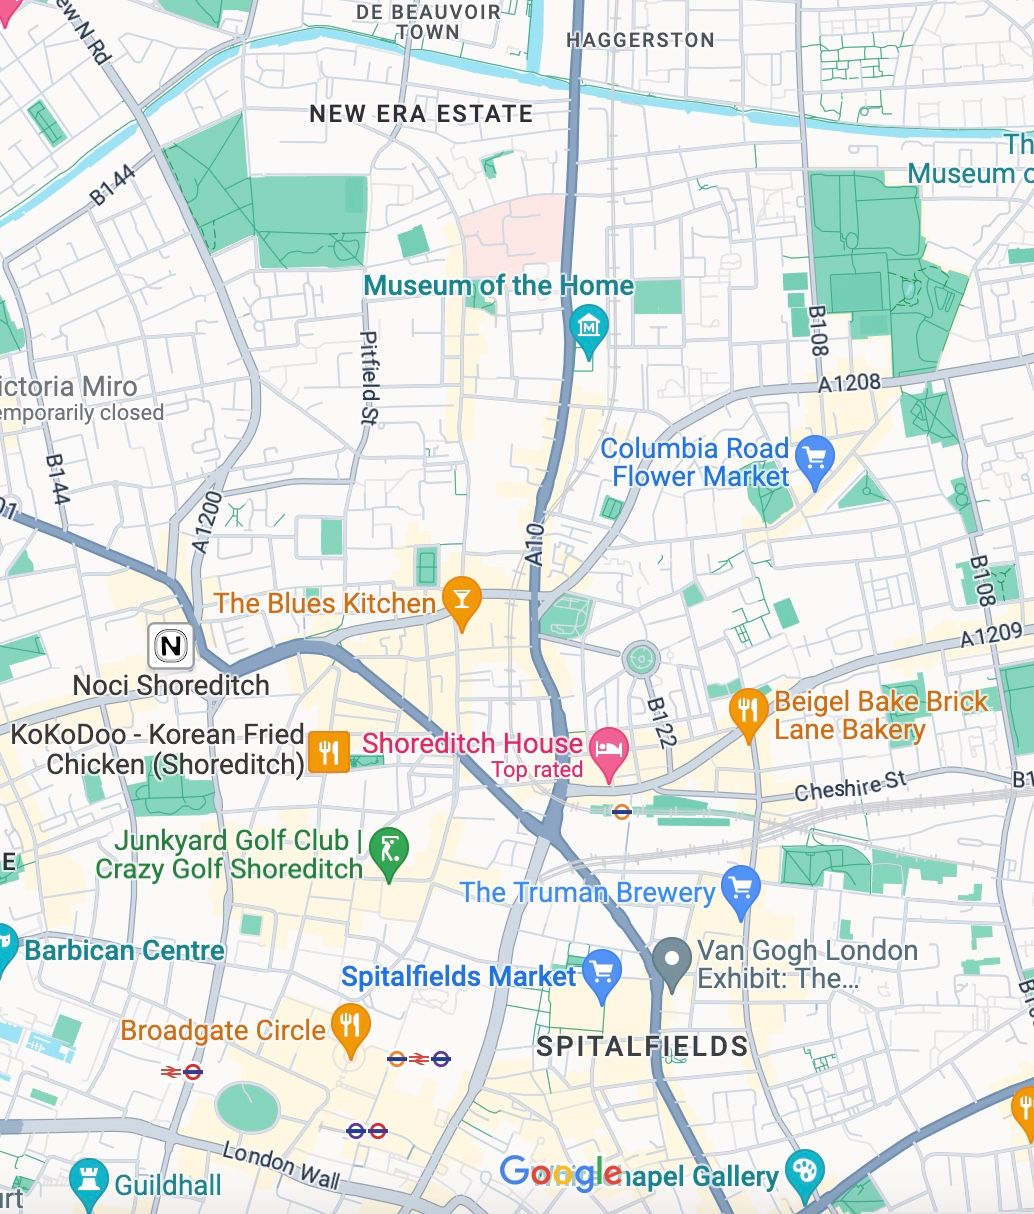 ew N Rd
DE BEAUVOIR
TOWN
HAGGERSTON
NEW ERA ESTATE
Th
Museum o
B144
Museum of the Home
B108
Pitfield St
A1208
ictoria Miro
emporarily closed
Columbia Road
Flower Market
B144
01
A1200
A10
B108
The Blues Kitchen
A1209
N
Noci Shoreditch
B122
Beigel Bake Brick
Lane Bakery
KoKoDoo - Korean Fried
Chicken (Shoreditch)
Shoreditch House
Top rated
Cheshire St
B1
Junkyard Golf Club |
Crazy Golf Shoreditch
E
The Truman Brewery
Barbican Centre
Van Gogh London
Exhibit: The...
Spitalfields Market
Broadgate Circle
SPITALFIELDS
London Wall
Google
hapel Gallery
Guildhall
urt